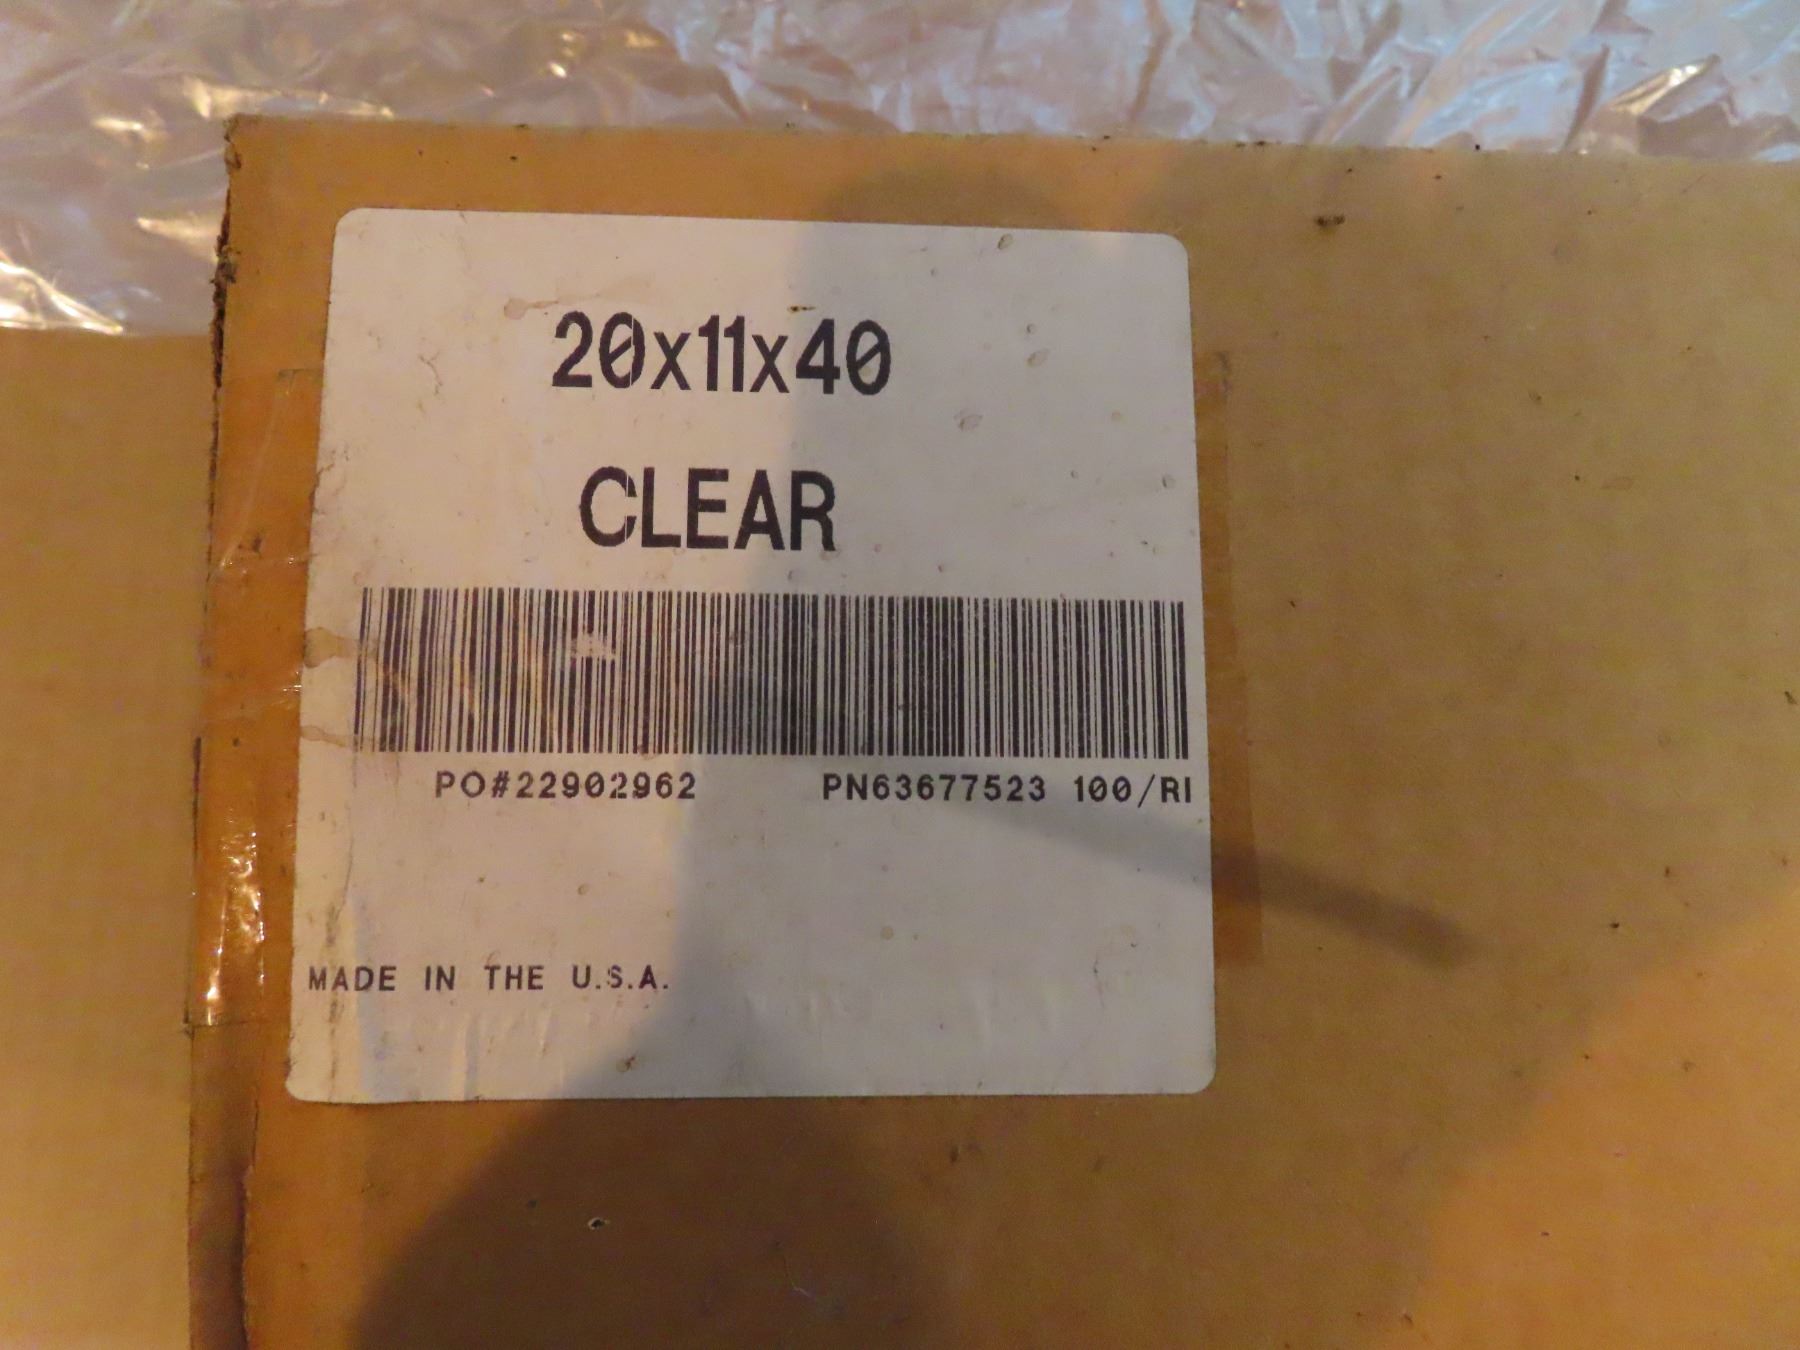 20x11x40
CLEAR
PO#22902962 PN63677523 100/RI
MADE IN THE U.S.A.